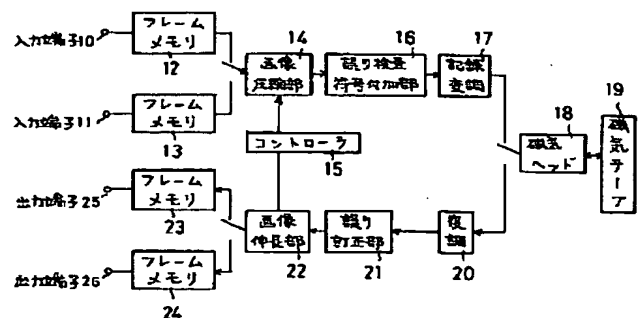 入力端子10
フレーム
メモリ
12
入力端子11
フレーム
メモリ
13
14
画像
圧縮部
16
誤り検査
符号付加部
17
記録
変調
18
磁気
ヘッド
19
磁気テープ
コントローラ
15
出力端子25
フレーム
メモリ
23
出力端子26
フレーム
メモリ
24
画像
伸長部
22
誤り
訂正部
21
復調
20